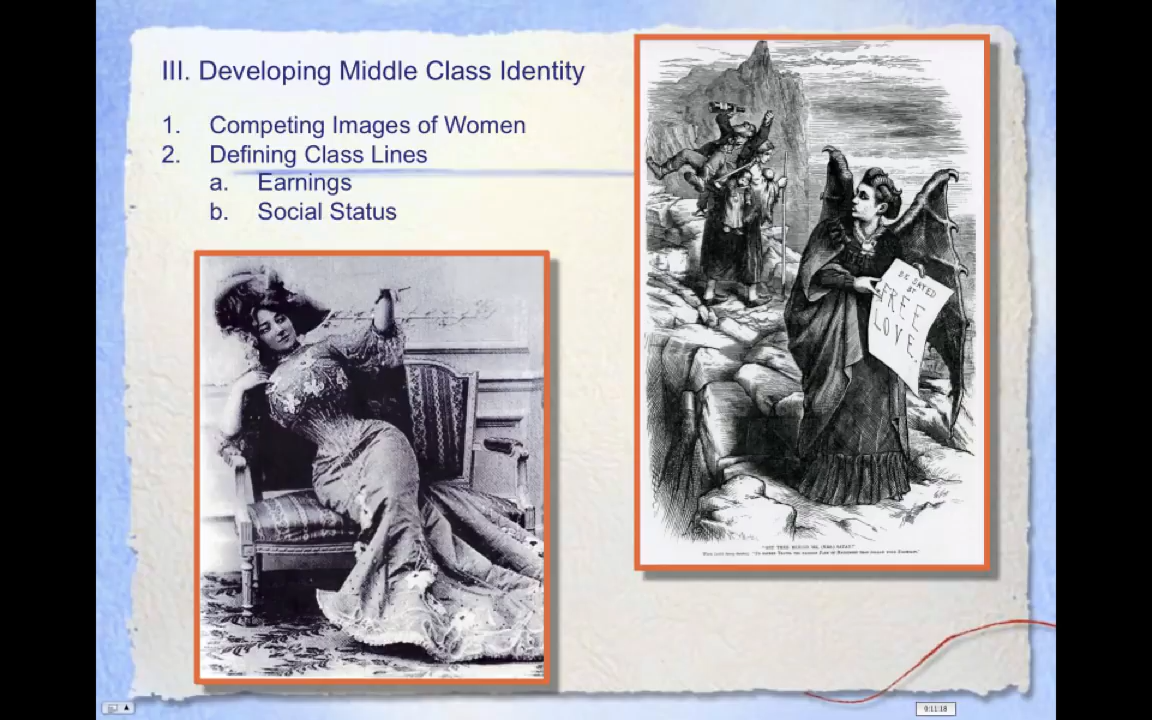 III. Developing Middle Class Identity
1. Competing Images of Women
2. Defining Class Lines
a. Earnings
b. Social Status
BE SAVED
BY
FREE
LOVE.
"GET THEE BEHIND ME, (MRS.) SATAN!"
0:11:18